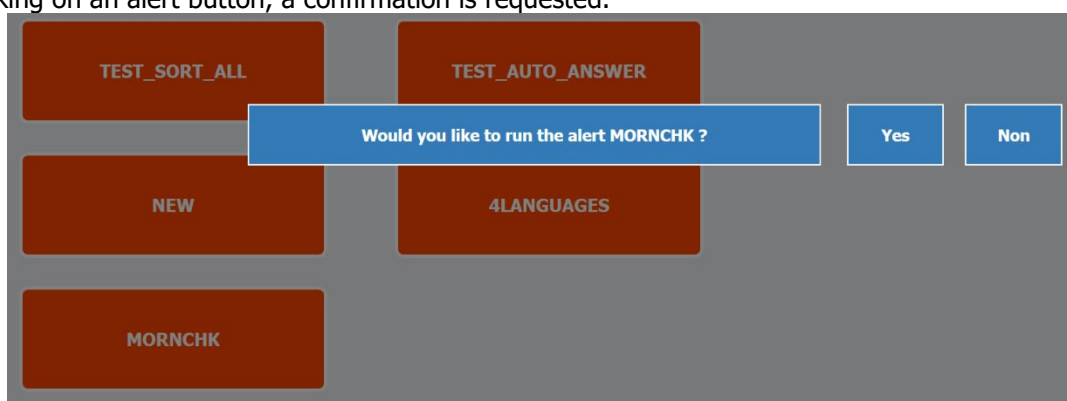 king on an alert button, a confirmation is requested.
TEST_SORT_ALL TEST_AUTO_ANSWER
Would you like to run the alert MORNCHK ? Yes Non
NEW 4LANGUAGES
MORNCHK